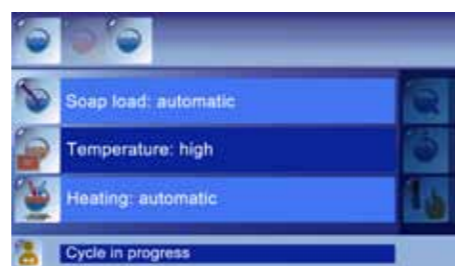 Soap load: automatic
Temperature: high
Heating: automatic
Cycle in progress